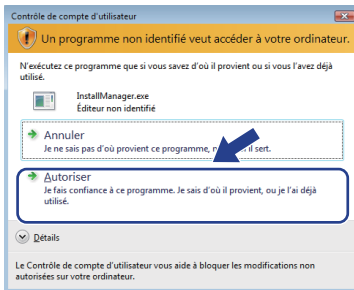 Contrôle de compte d'utilisateur
Un programme non identifié veut accéder à votre ordinateur.
N'exécutez ce programme que si vous savez d'où il provient ou si vous l'avez déjà
utilisé.
InstallManager.exe
Éditeur non identifié
Annuler
Je ne sais pas d'où provient ce programme, il sert.
Autoriser
Je fais confiance à ce programme. Je sais d'où il provient, ou je l'ai déjà
utilisé.
Détails
Le Contrôle de compte d'utilisateur vous aide à bloquer les modifications non
autorisées sur votre ordinateur.